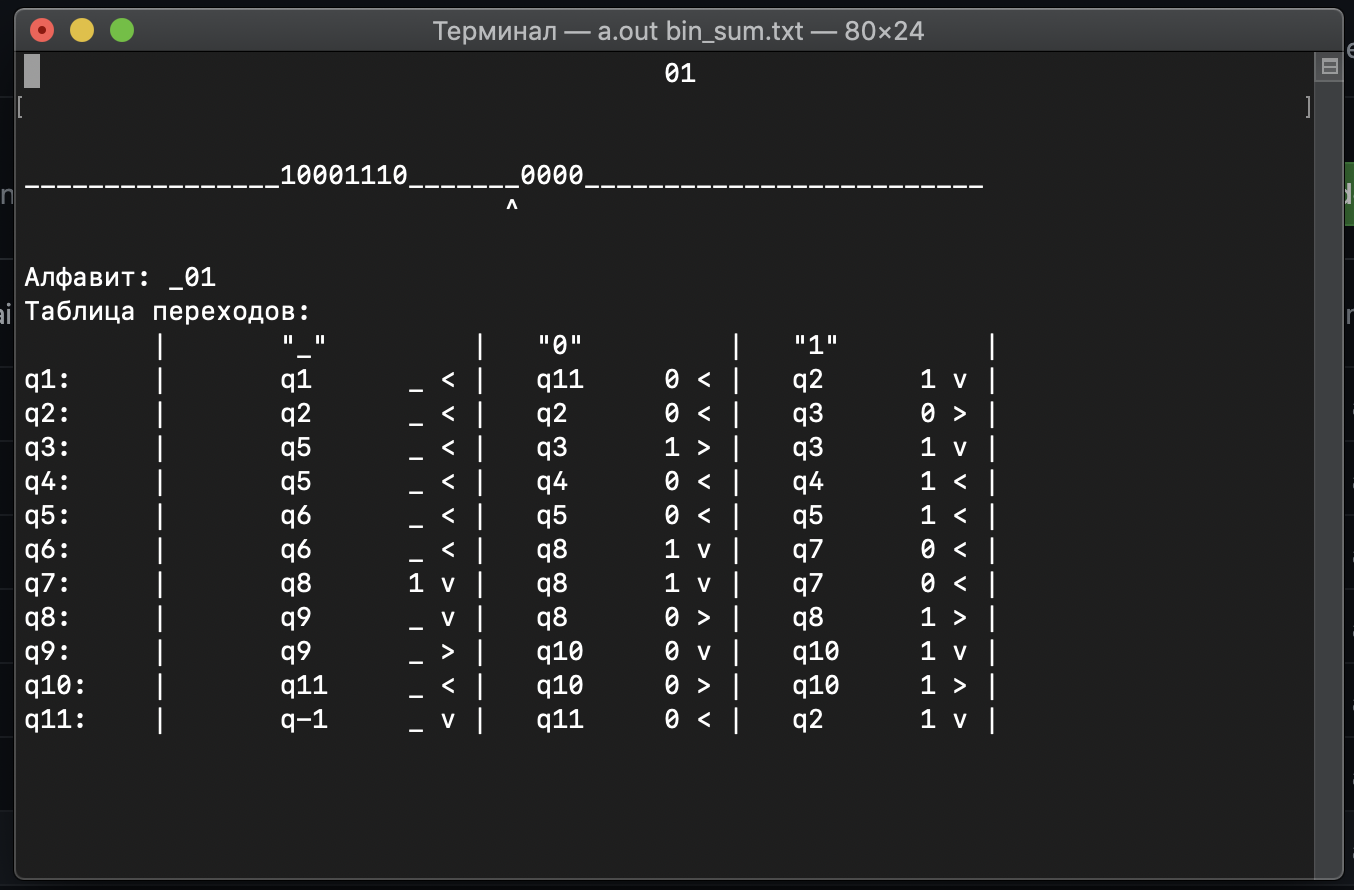 Терминал — a.out bin_sum.txt — 80×24
01
[ ]
________________10001110_______0000_________________________
^
Алфавит: _01
Таблица переходов:
| "_" | "0" | "1" |
q1: | q1 _ < | q11 0 < | q2 1 v |
q2: | q2 _ < | q2 0 < | q3 0 > |
q3: | q5 _ < | q3 1 > | q3 1 v |
q4: | q5 _ < | q4 0 < | q4 1 < |
q5: | q6 _ < | q5 0 < | q5 1 < |
q6: | q6 _ < | q8 1 v | q7 0 < |
q7: | q8 1 v | q8 1 v | q7 0 < |
q8: | q9 _ v | q8 0 > | q8 1 > |
q9: | q9 _ > | q10 0 v | q10 1 v |
q10: | q11 _ < | q10 0 > | q10 1 > |
q11: | q-1 _ v | q11 0 < | q2 1 v |